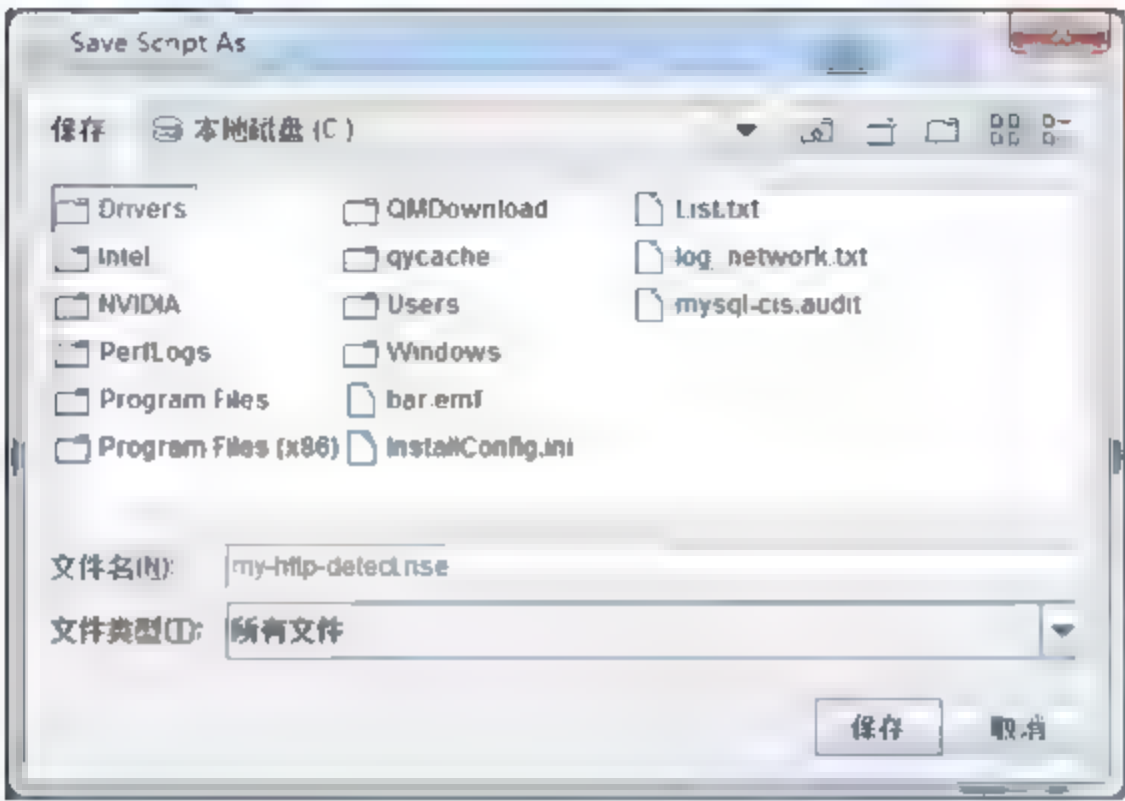 Save Script As
保存 本地磁盘 (C )
Drivers QMDownload List.txt
Intel qycache log_network.txt
NVIDIA Users mysql-cis.audit
PerfLogs Windows
Program Files bar.emf
Program Files (x86) InstallConfig.ini
文件名(N): my-http-detect.nse
文件类型(T): 所有文件
保存 取消